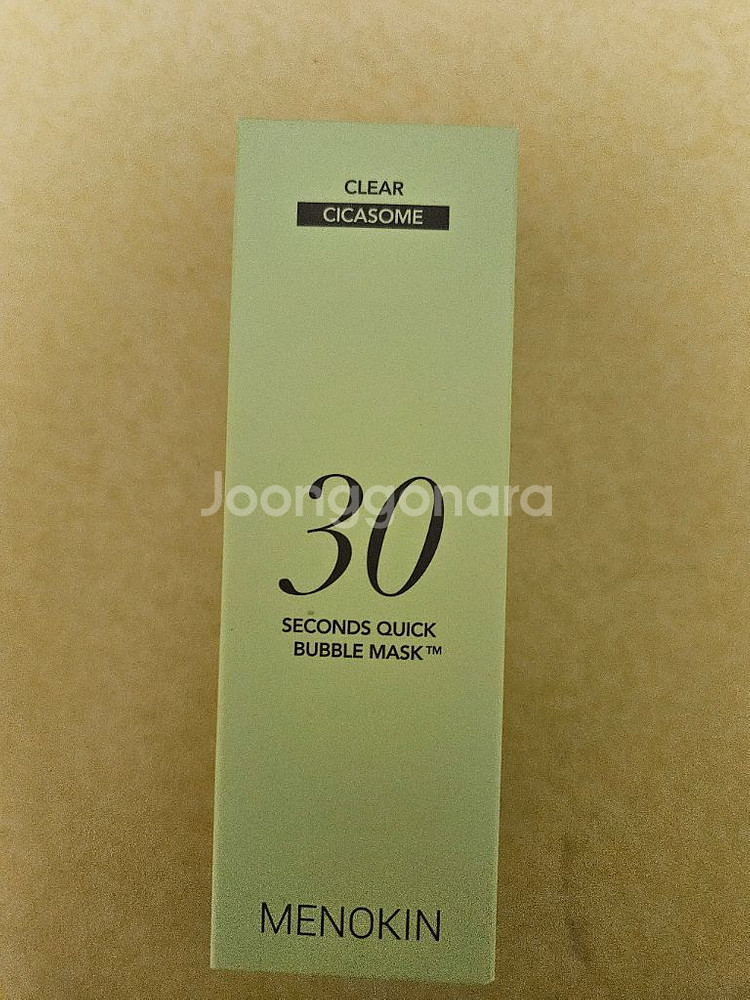 CLEAR
CICASOME
Joonggonara
30
SECONDS QUICK
BUBBLE MASK™
MENOKIN